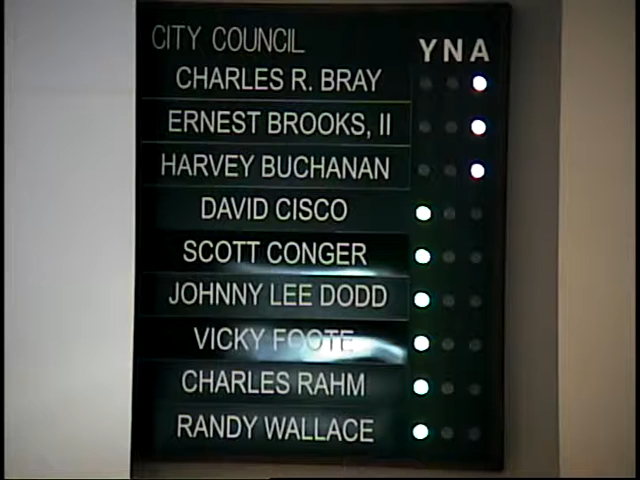 CITY COUNCIL
Y N A
CHARLES R. BRAY
ERNEST BROOKS, II
HARVEY BUCHANAN
DAVID CISCO
SCOTT CONGER
JOHNNY LEE DODD
VICKY FOOTE
CHARLES RAHM
RANDY WALLACE